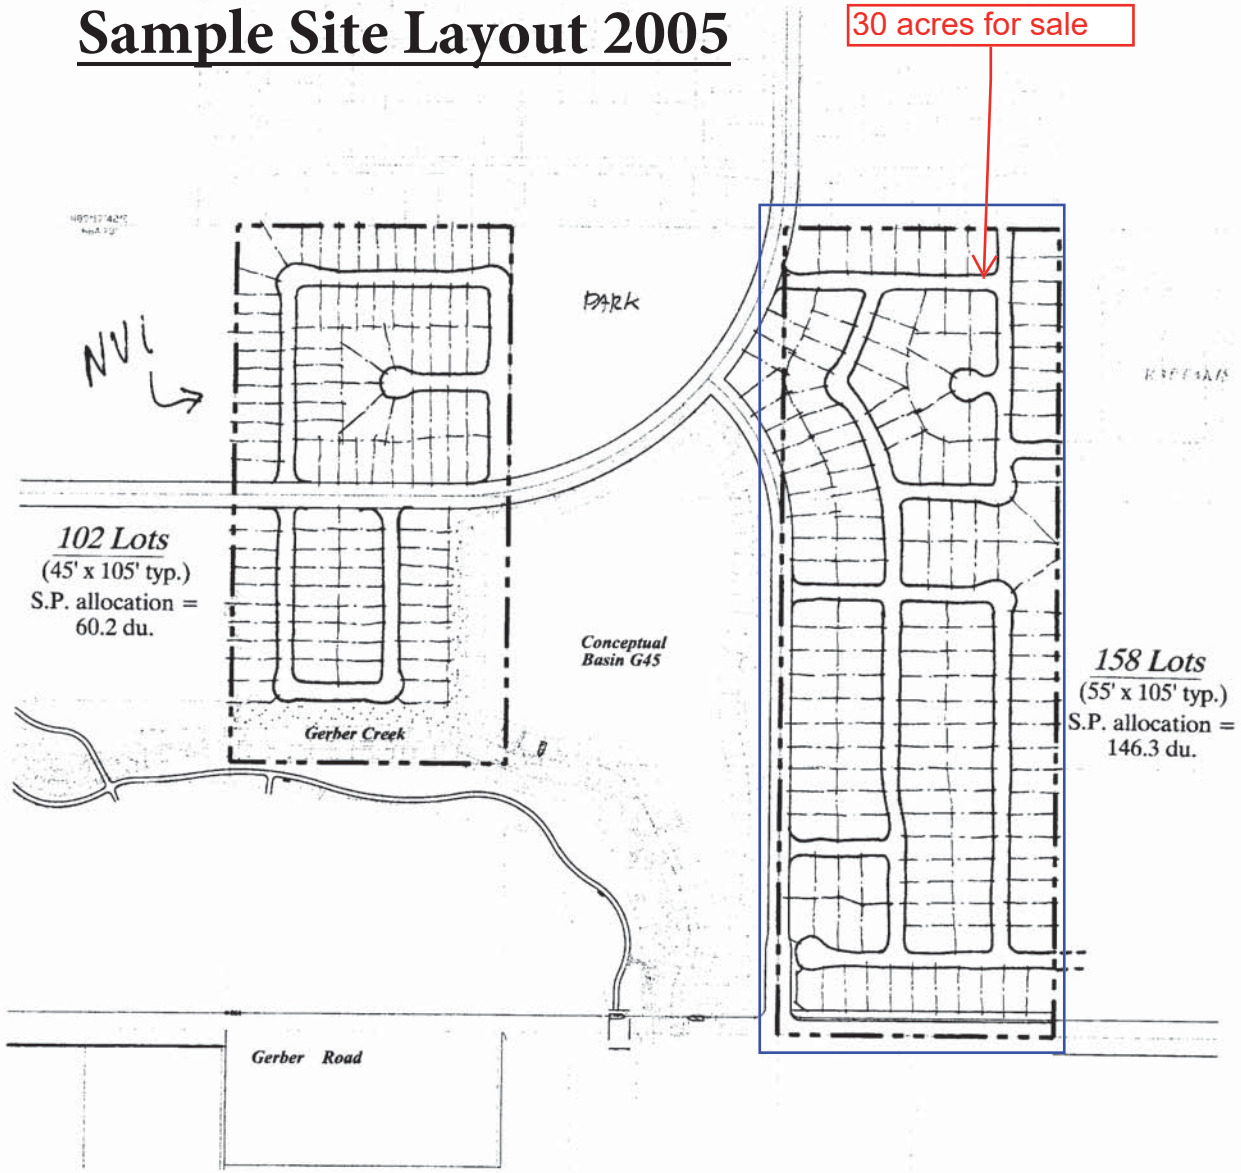 Sample Site Layout 2005
30 acres for sale
PARK
NVI
102 Lots
(45' x 105' typ.)
S.P. allocation =
60.2 du.
Conceptual
Basin G45
158 Lots
(55' x 105' typ.)
S.P. allocation =
146.3 du.
Gerber Creek
Gerber Road